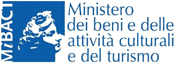 MiBACT
Ministero
dei beni e delle
attività culturali
e del turismo